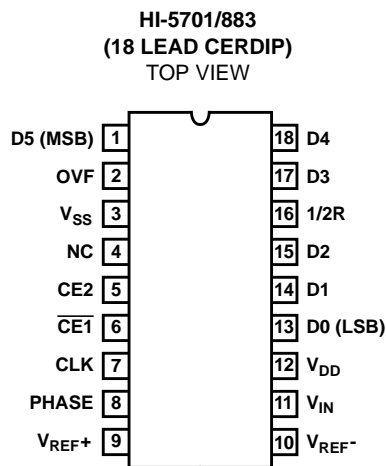 HI-5701/883
(18 LEAD CERDIP)
TOP VIEW
D5 (MSB) 1 18 D4
OVF 2 17 D3
VSS 3 16 1/2R
NC 4 15 D2
CE2 5 14 D1
CE1 6 13 D0 (LSB)
CLK 7 12 VDD
PHASE 8 11 VIN
VREF+ 9 10 VREF-